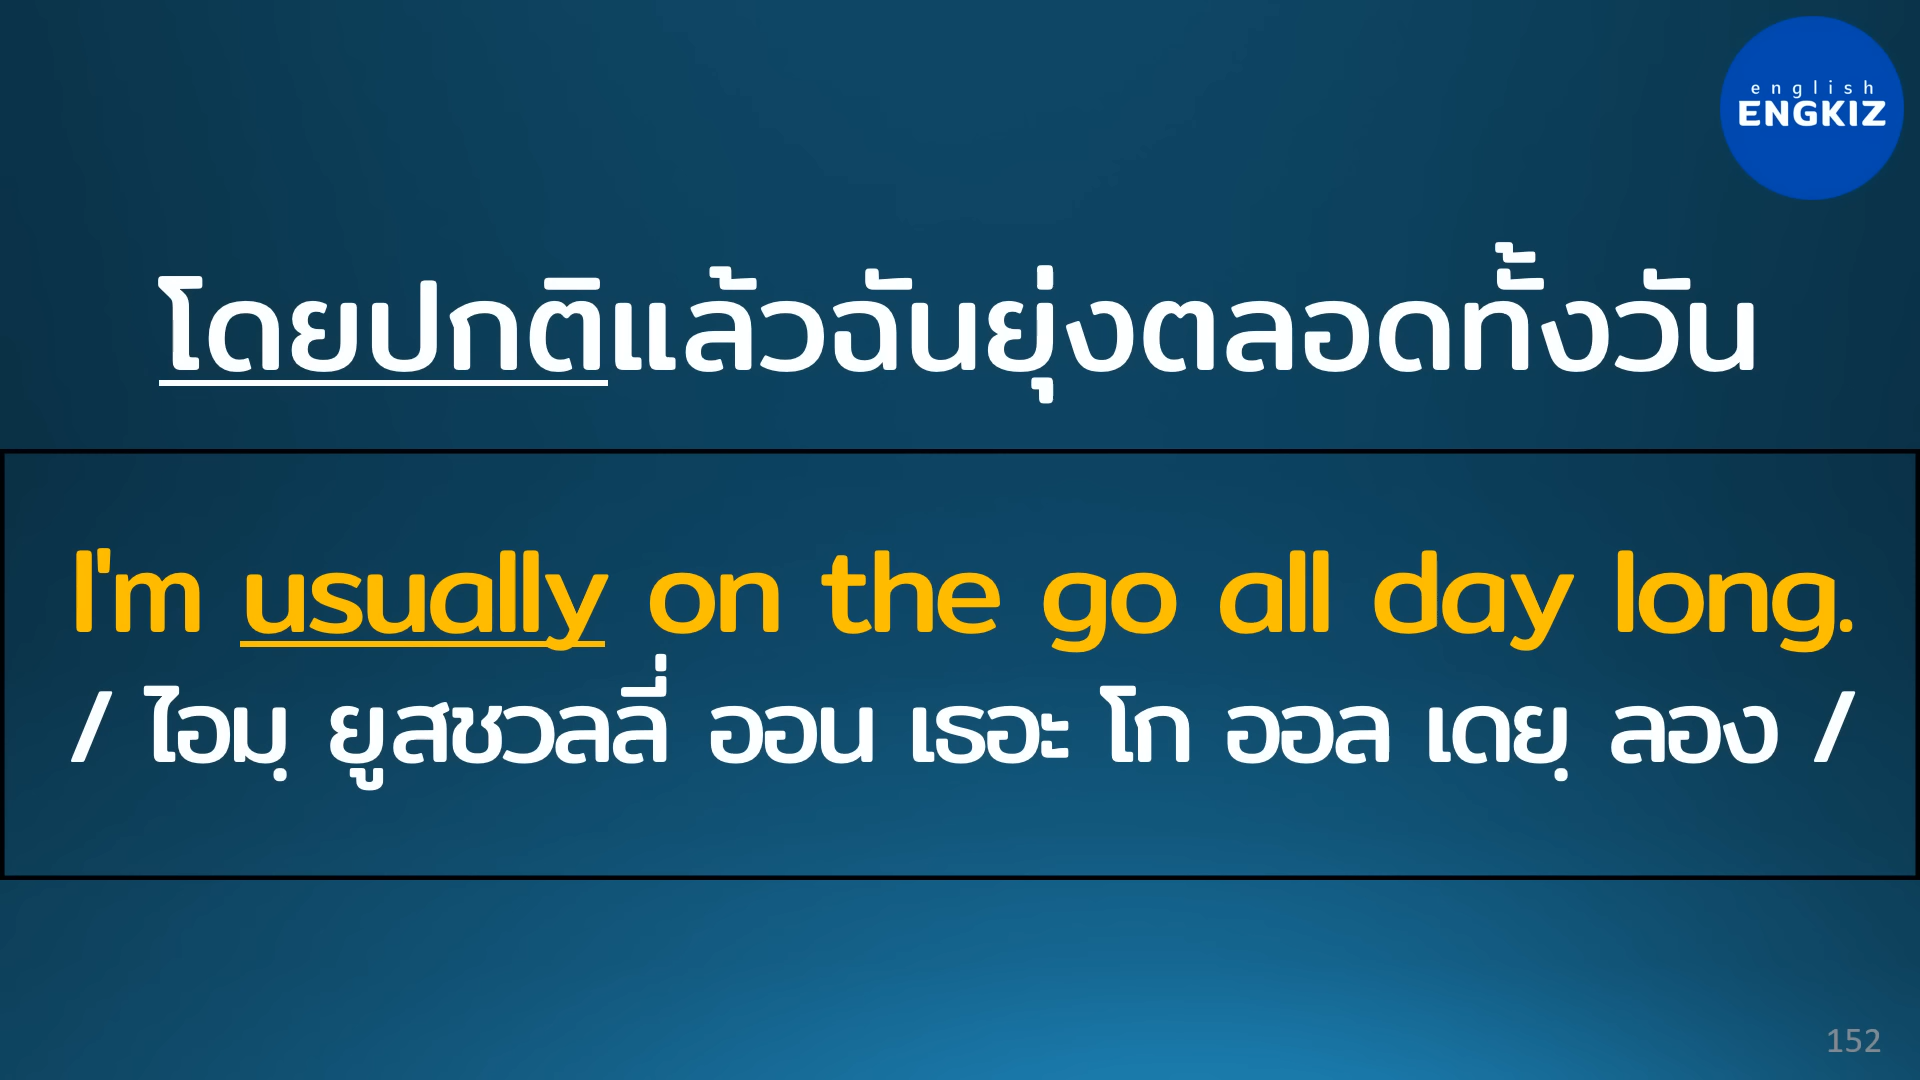 english
ENGKIZ
โดยปกติแล้วฉันยุ่งตลอดทั้งวัน
I'm usually on the go all day long.
/ ไอมฺ ยูสชวลลี่ ออน เธอะ โก ออล เดยฺ ลอง /
152